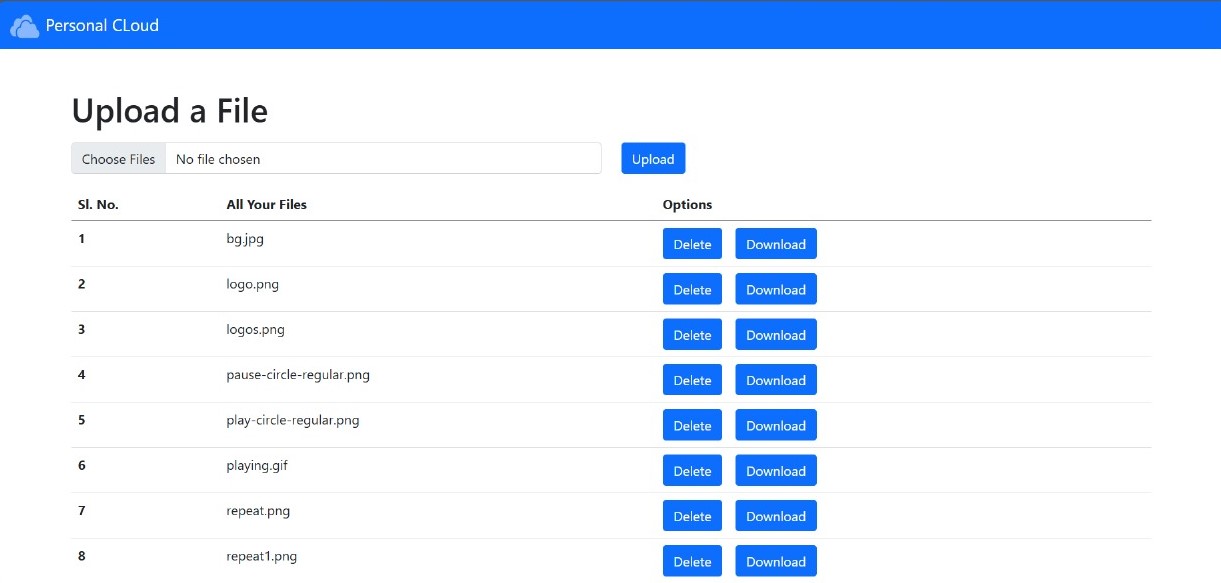 Personal CLoud
Upload a File
Choose Files No file chosen Upload
Sl. No. All Your Files Options
1 bg.jpg Delete Download
2 logo.png Delete Download
3 logos.png Delete Download
4 pause-circle-regular.png Delete Download
5 play-circle-regular.png Delete Download
6 playing.gif Delete Download
7 repeat.png Delete Download
8 repeat1.png Delete Download